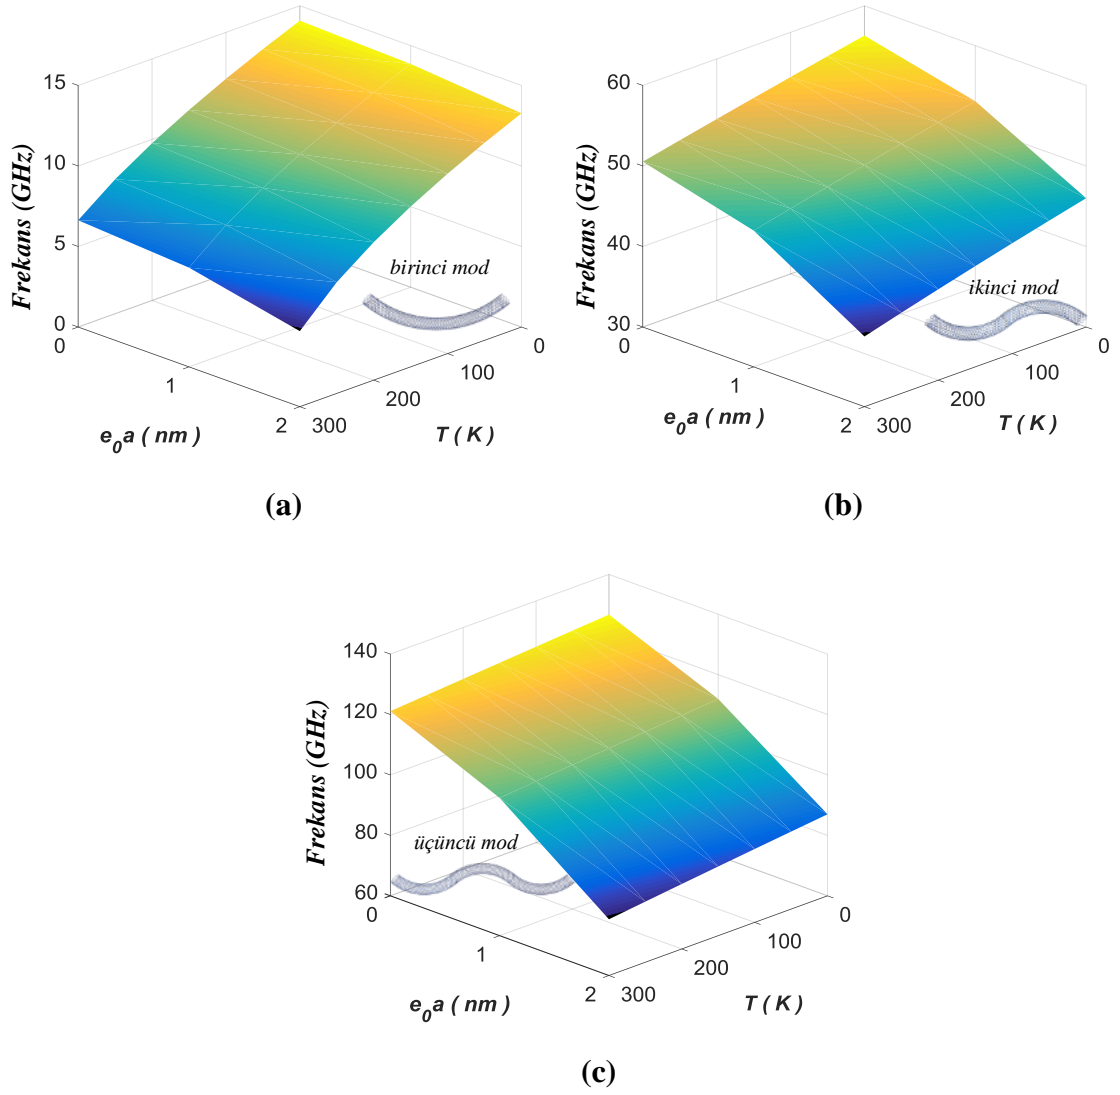 15
10
5
0
Frekans (GHz)
0
1
2
e0a ( nm )
300
200
100
0
T ( K )
birinci mod
(a)
60
50
40
30
Frekans (GHz)
0
1
2
e0a ( nm )
300
200
100
0
T ( K )
ikinci mod
(b)
140
120
100
80
60
Frekans (GHz)
0
1
2
e0a ( nm )
300
200
100
0
T ( K )
üçüncü mod
(c)